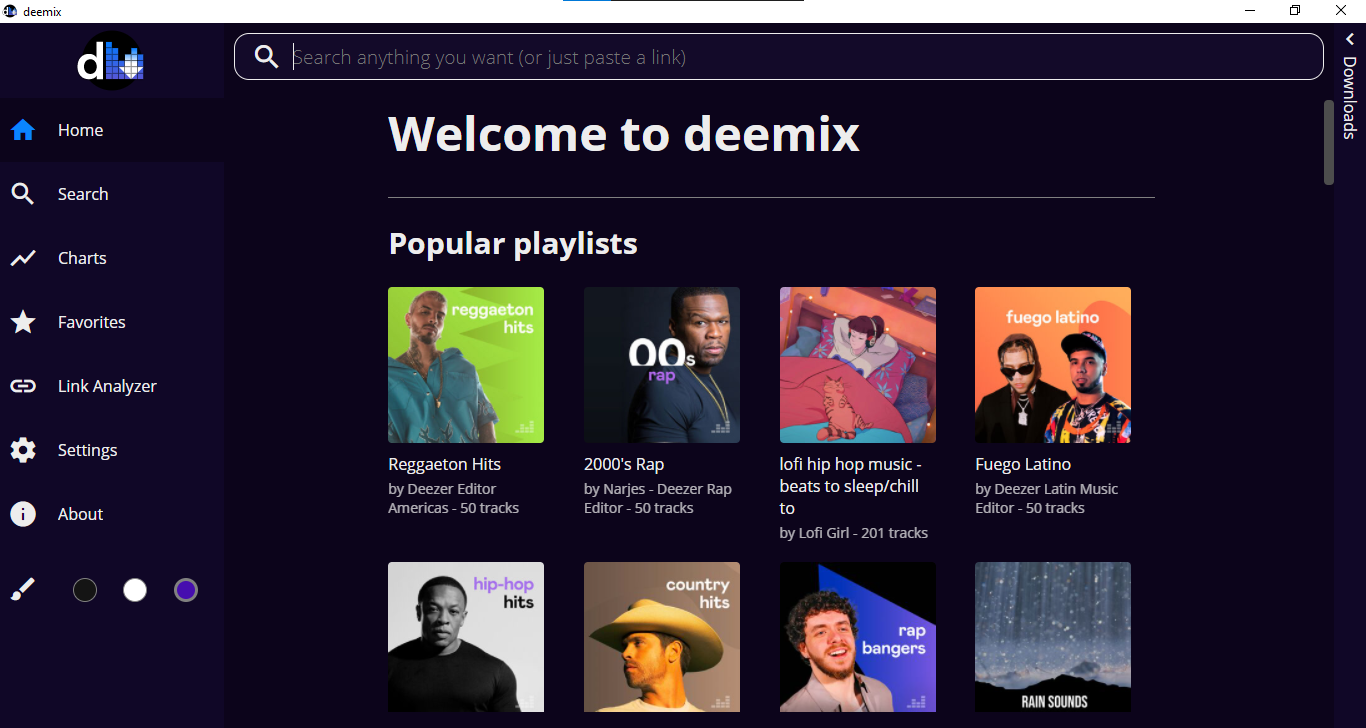 deemix
d
Search anything you want (or just paste a link)
Downloads
Home
Search
Charts
Favorites
Link Analyzer
Settings
About
Welcome to deemix
Popular playlists
reggaeton
hits
00s
rap
fuego latino
Reggaeton Hits
by Deezer Editor
Americas - 50 tracks
2000's Rap
by Narjes - Deezer Rap
Editor - 50 tracks
lofi hip hop music -
beats to sleep/chill
to
by Lofi Girl - 201 tracks
Fuego Latino
by Deezer Latin Music
Editor - 50 tracks
hip-hop
hits
country
hits
rap
bangers
RAIN SOUNDS